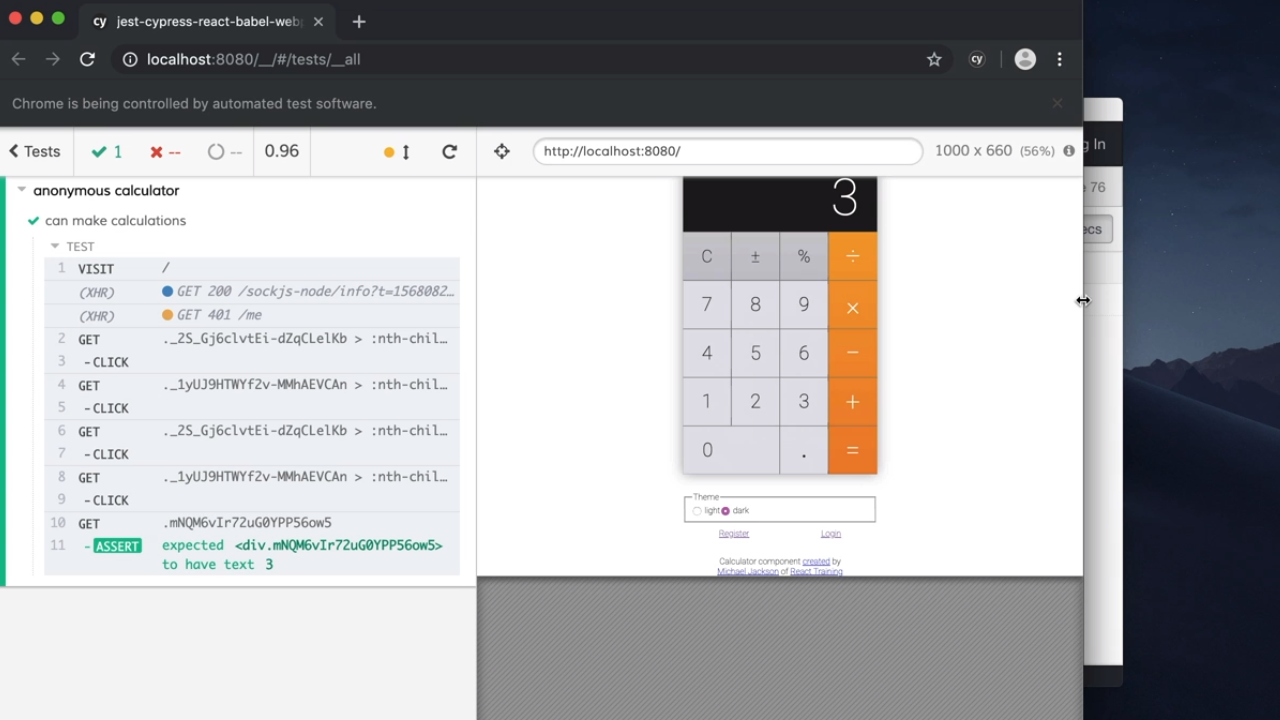 cy jest-cypress-react-babel-web
localhost:8080/__/#/tests/__all
cy
Chrome is being controlled by automated test software.
Tests
1
--
--
0.96
http://localhost:8080/
1000 x 660 (56%)
anonymous calculator
can make calculations
TEST
1 VISIT /
(XHR) GET 200 /sockjs-node/info?t=1568082…
(XHR) GET 401 /me
2 GET ._2S_Gj6clvtEi-dZqCLelKb > :nth-chil…
3 -CLICK
4 GET ._1yUJ9HTWYf2v-MMhAEVCAn > :nth-chil…
5 -CLICK
6 GET ._2S_Gj6clvtEi-dZqCLelKb > :nth-chil…
7 -CLICK
8 GET ._1yUJ9HTWYf2v-MMhAEVCAn > :nth-chil…
9 -CLICK
10 GET .mNQM6vIr72uG0YPP56ow5
11 -ASSERT expected <div.mNQM6vIr72uG0YPP56ow5>
to have text 3
3
C ± % ÷
7 8 9 ×
4 5 6 −
1 2 3 +
0 . =
Theme
light dark
Register Login
Calculator component created by
Michael Jackson of React Training
In
76